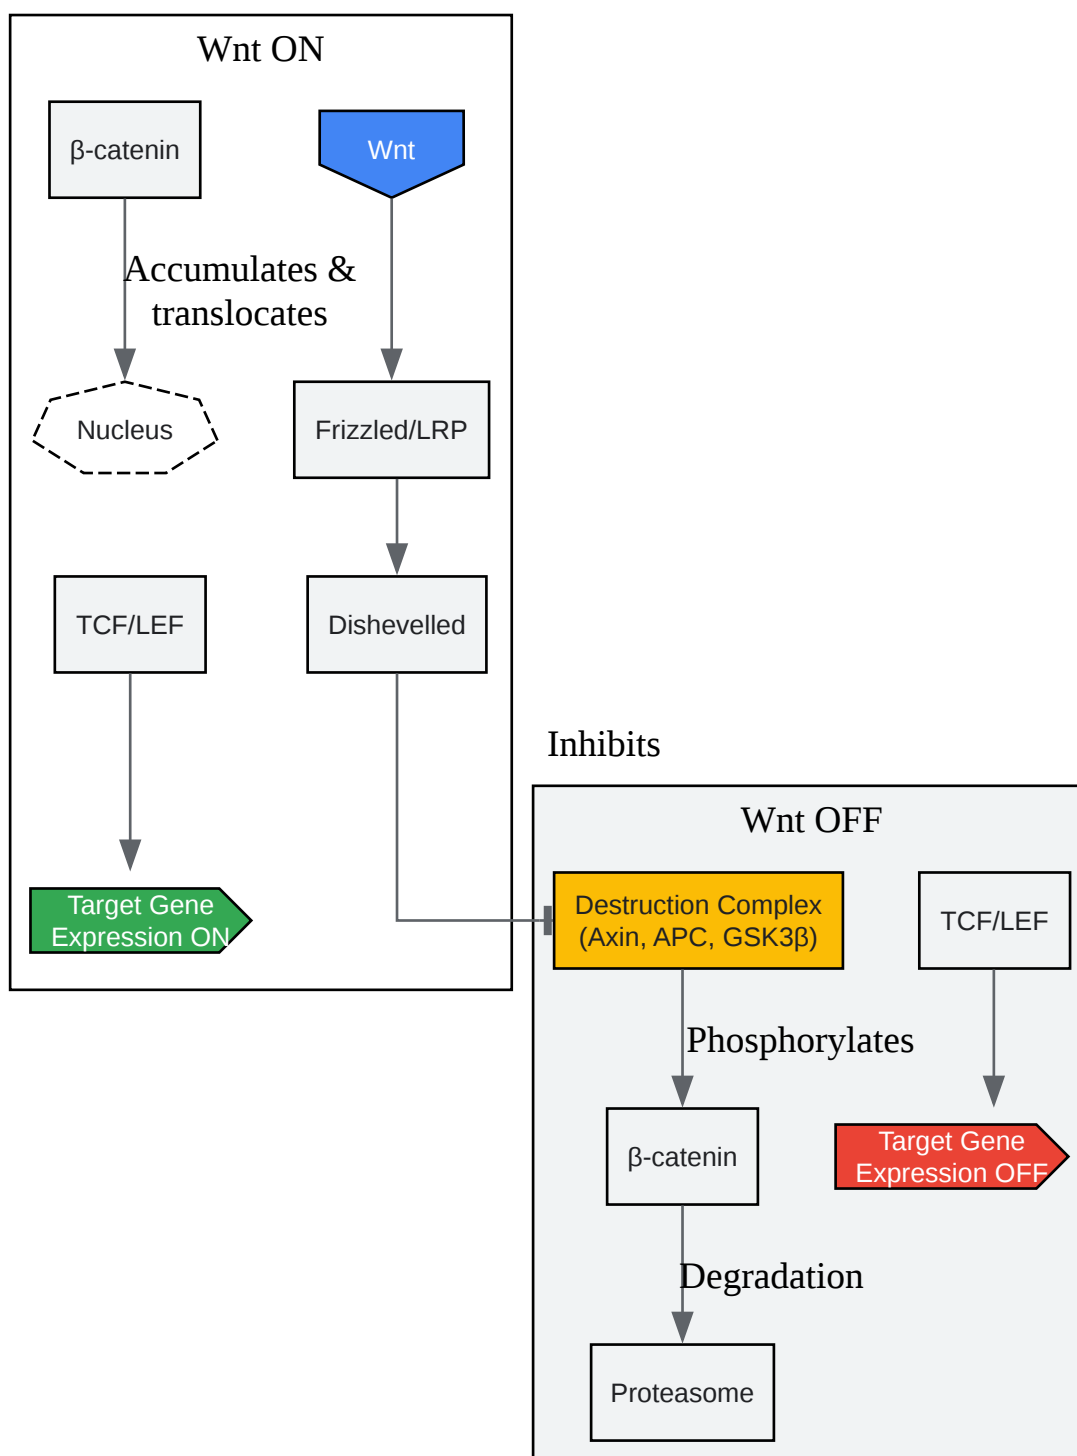 Wnt ON
β-catenin
Wnt
Accumulates &
translocates
Nucleus
Frizzled/LRP
TCF/LEF
Dishevelled
Target Gene
Expression ON
Inhibits
Wnt OFF
Destruction Complex
(Axin, APC, GSK3β)
TCF/LEF
Phosphorylates
β-catenin
Target Gene
Expression OFF
Degradation
Proteasome